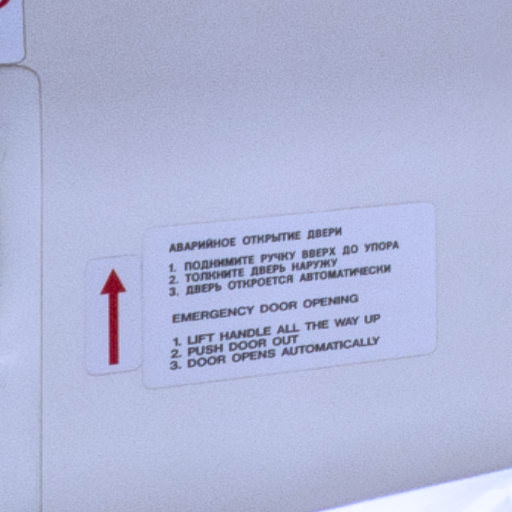 АВАРИЙНОЕ ОТКРЫТИЕ ДВЕРИ
1. ПОДНИМИТЕ РУЧКУ ВВЕРХ ДО УПОРА
2. ТОЛКНИТЕ ДВЕРЬ НАРУЖУ
3. ДВЕРЬ ОТКРОЕТСЯ АВТОМАТИЧЕСКИ
EMERGENCY DOOR OPENING
1. LIFT HANDLE ALL THE WAY UP
2. PUSH DOOR OUT
3. DOOR OPENS AUTOMATICALLY